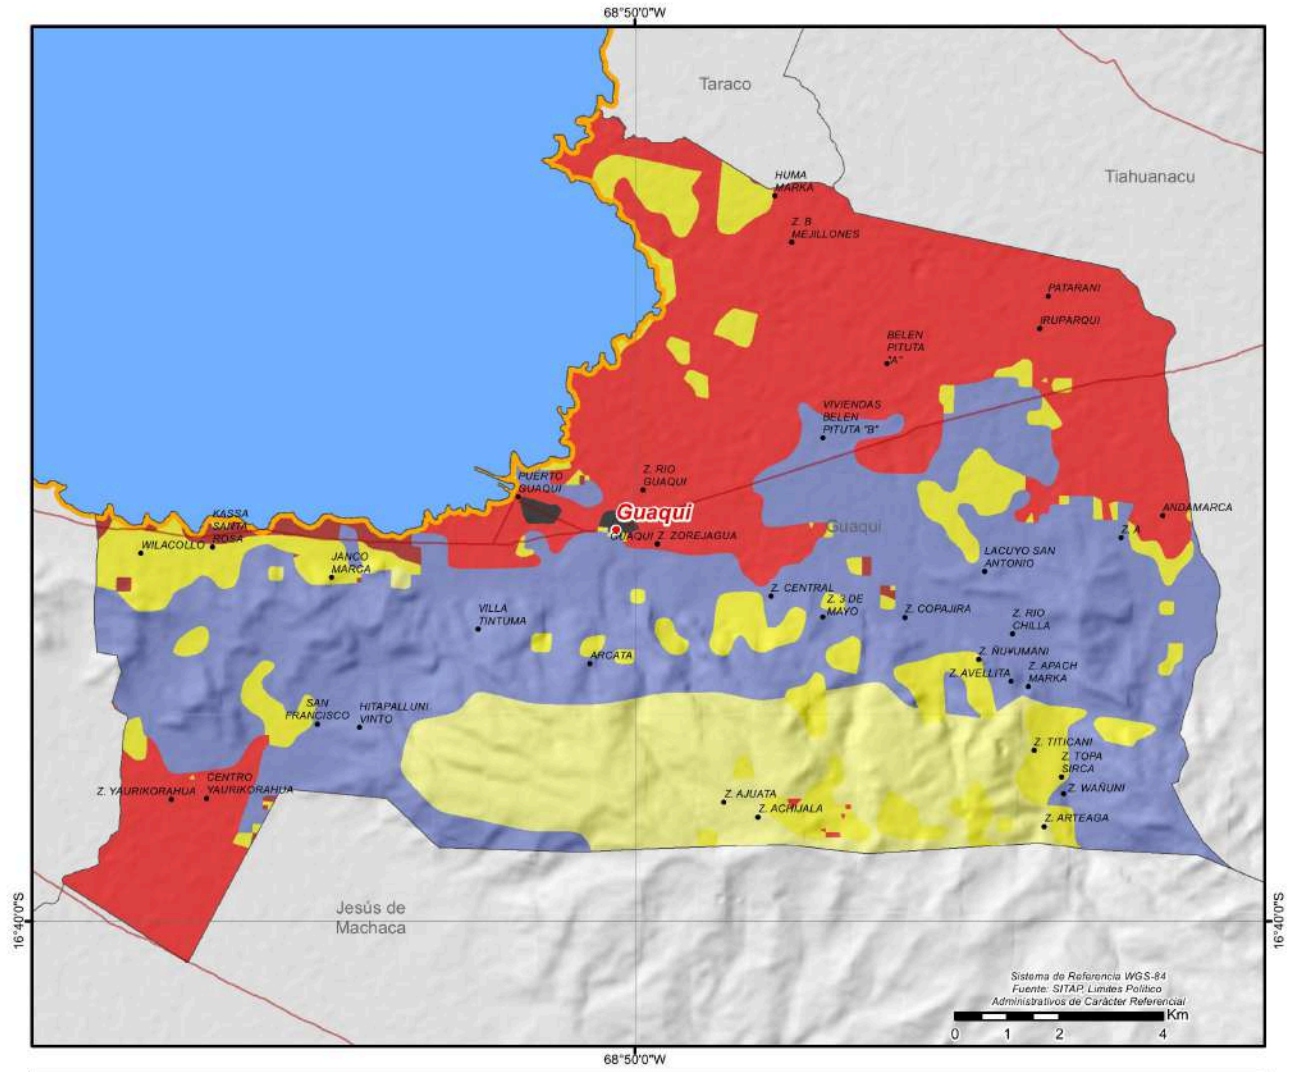 68°50'0"W
Taraco
Tiahuanacu
HUMA
MARKA
Z. B
MEJILLONES
PATARANI
IRUPARQUI
BELEN
PITUTA
"A"
VIVIENDAS
BELEN
PITUTA "B"
Z. RIO
GUAQUI
PUERTO
GUAQUI
Guaqui
GUAQUI
Z. ZOREJAGUA
Guaqui
ANDAMARCA
Z. A
KASSA
SANTA
ROSA
WILACOLLO
JANCO
MARCA
LACUYO SAN
ANTONIO
Z. CENTRAL
Z. 3 DE
MAYO
Z. COPAJIRA
VILLA
TINTUMA
Z. RIO
CHILLA
ARCATA
Z. ÑUÑUMANI
Z. AVELLITA
Z. APACH
MARKA
SAN
FRANCISCO
HITAPALLUNI
VINTO
Z. TITICANI
Z. TOPA
SIRCA
Z. YAURIKORAHUA
CENTRO
YAURIKORAHUA
Z. AJUATA
Z. WAÑUNI
Z. ACHIJALA
Z. ARTEAGA
Jesús de
Machaca
16°40'0"S
16°40'0"S
Sistema de Referencia WGS-84
Fuente: SITAP, Limites Politico
Administrativos de Carácter Referencial
Km
0 1 2 4
68°50'0"W